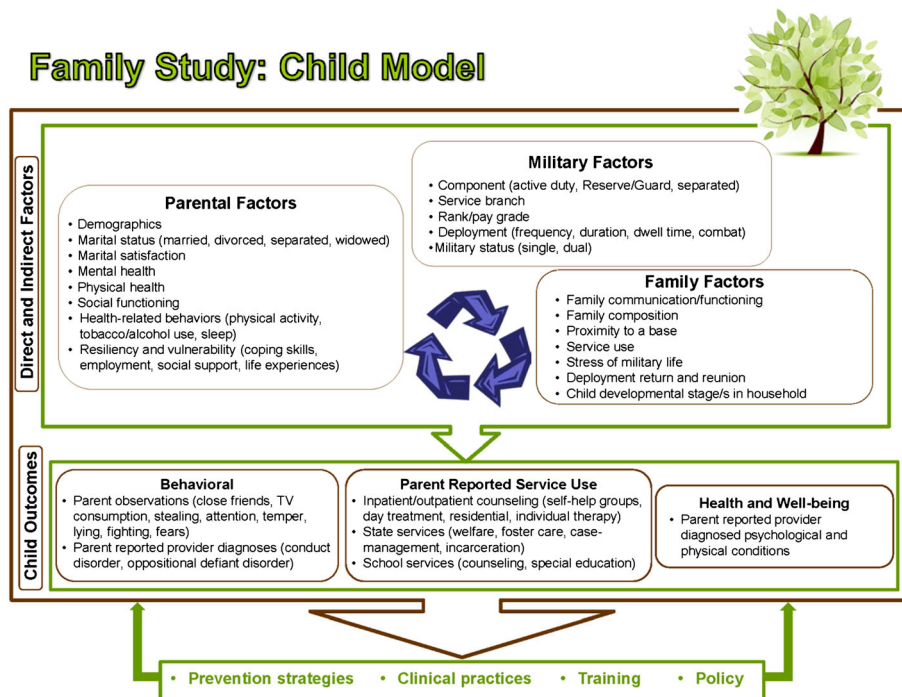 Family Study: Child Model
Direct and Indirect Factors
Parental Factors
• Demographics
• Marital status (married, divorced, separated, widowed)
• Marital satisfaction
• Mental health
• Physical health
• Social functioning
• Health-related behaviors (physical activity,
tobacco/alcohol use, sleep)
• Resiliency and vulnerability (coping skills,
employment, social support, life experiences)
Military Factors
• Component (active duty, Reserve/Guard, separated)
• Service branch
• Rank/pay grade
• Deployment (frequency, duration, dwell time, combat)
•Military status (single, dual)
Family Factors
• Family communication/functioning
• Family composition
• Proximity to a base
• Service use
• Stress of military life
• Deployment return and reunion
• Child developmental stage/s in household
Child Outcomes
Behavioral
• Parent observations (close friends, TV
consumption, stealing, attention, temper,
lying, fighting, fears)
• Parent reported provider diagnoses (conduct
disorder, oppositional defiant disorder)
Parent Reported Service Use
• Inpatient/outpatient counseling (self-help groups,
day treatment, residential, individual therapy)
• State services (welfare, foster care, case-
management, incarceration)
• School services (counseling, special education)
Health and Well-being
• Parent reported provider
diagnosed psychological and
physical conditions
• Prevention strategies • Clinical practices • Training • Policy